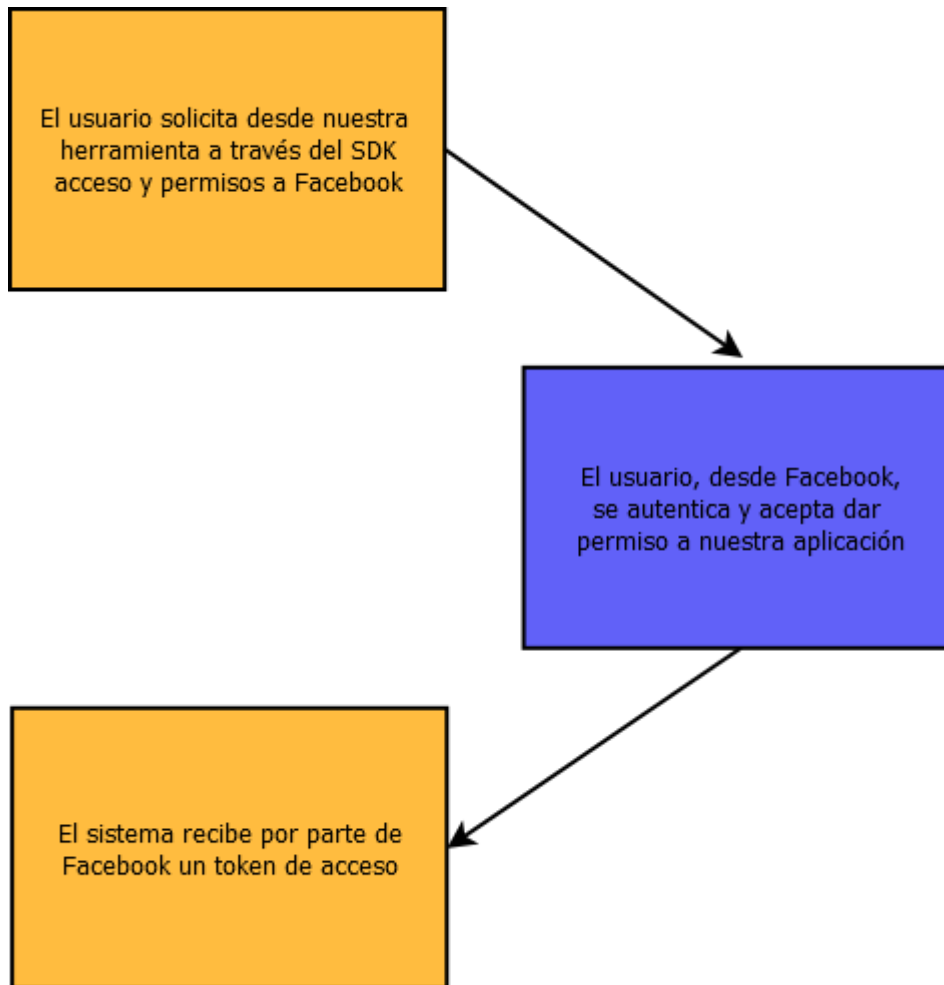 El usuario solicita desde nuestra
herramienta a través del SDK
acceso y permisos a Facebook
El usuario, desde Facebook,
se autentica y acepta dar
permiso a nuestra aplicación
El sistema recibe por parte de
Facebook un token de acceso